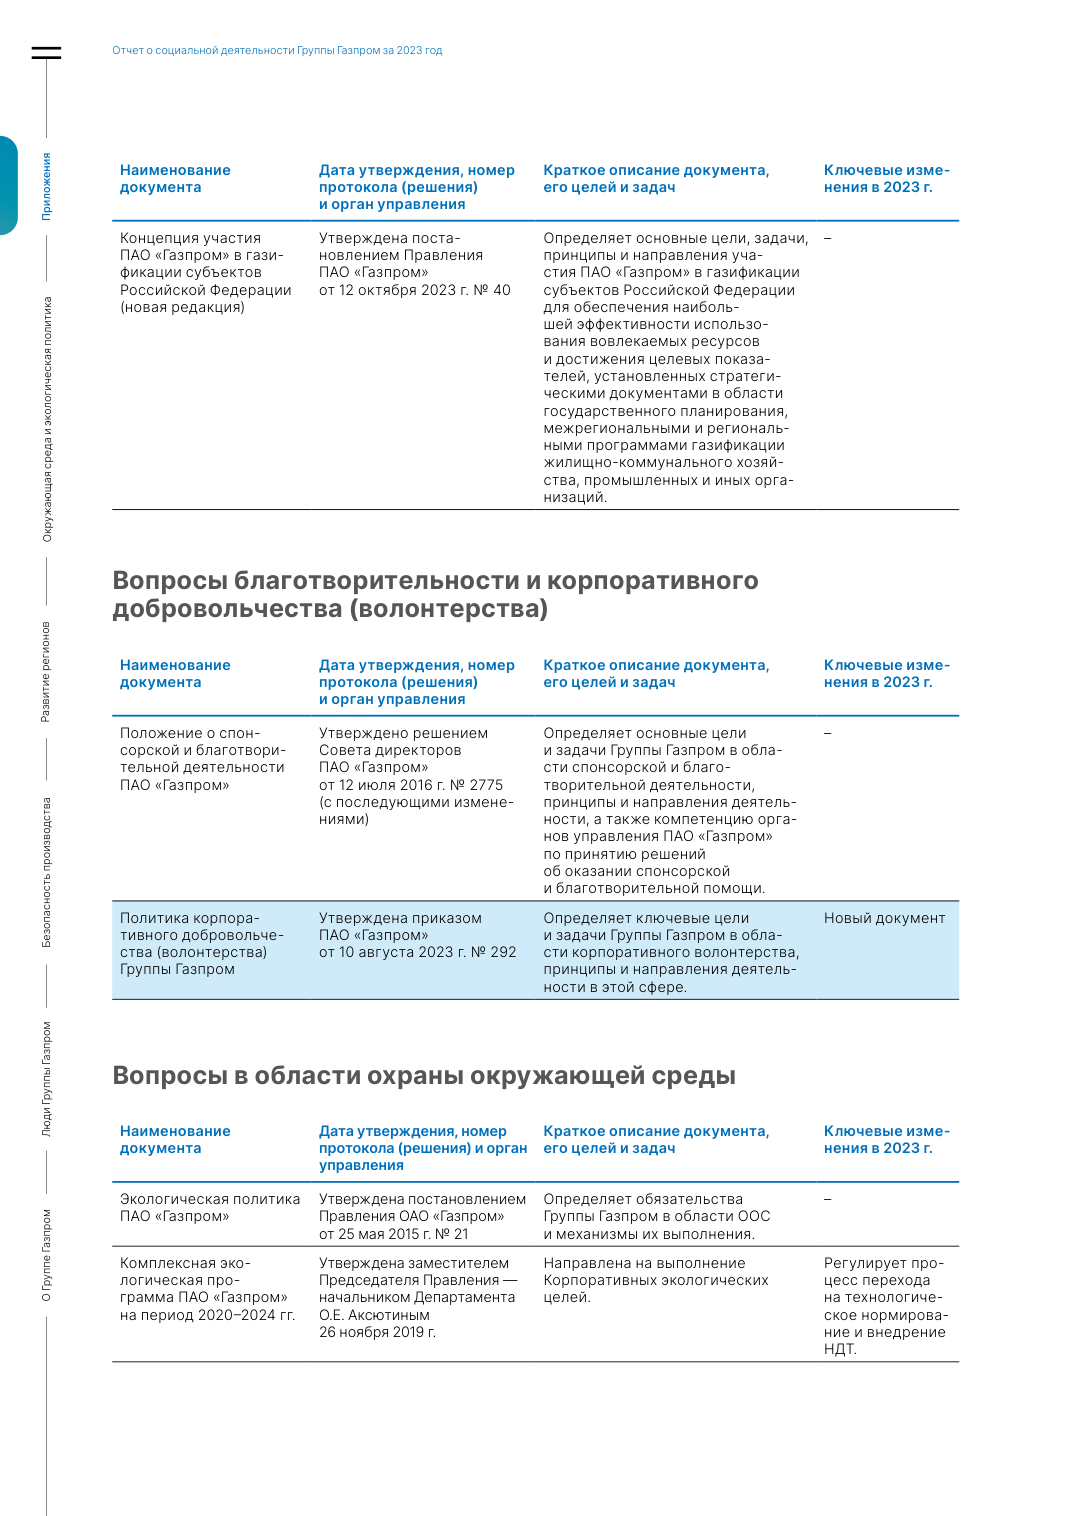 Отчет о социальной деятельности Группы Газпром за 2023 год
Приложения
Окружающая среда и экологическая политика
Развитие регионов
Безопасность производства
Люди Группы Газпром
О Группе Газпром
Наименование
документа
Дата утверждения, номер
протокола (решения)
и орган управления
Краткое описание документа,
его целей и задач
Ключевые изме-
нения в 2023 г.
Концепция участия
ПАО «Газпром» в гази-
фикации субъектов
Российской Федерации
(новая редакция)
Утверждена поста-
новлением Правления
ПАО «Газпром»
от 12 октября 2023 г. № 40
Определяет основные цели, задачи,
принципы и направления уча-
стия ПАО «Газпром» в газификации
субъектов Российской Федерации
для обеспечения наиболь-
шей эффективности использо-
вания вовлекаемых ресурсов
и достижения целевых показа-
телей, установленных стратеги-
ческими документами в области
государственного планирования,
межрегиональными и региональ-
ными программами газификации
жилищно-коммунального хозяй-
ства, промышленных и иных орга-
низаций.
–
Вопросы благотворительности и корпоративного
добровольчества (волонтерства)
Наименование
документа
Дата утверждения, номер
протокола (решения)
и орган управления
Краткое описание документа,
его целей и задач
Ключевые изме-
нения в 2023 г.
Положение о спон-
сорской и благотвори-
тельной деятельности
ПАО «Газпром»
Утверждено решением
Совета директоров
ПАО «Газпром»
от 12 июля 2016 г. № 2775
(с последующими измене-
ниями)
Определяет основные цели
и задачи Группы Газпром в обла-
сти спонсорской и благо-
творительной деятельности,
принципы и направления деятель-
ности, а также компетенцию орга-
нов управления ПАО «Газпром»
по принятию решений
об оказании спонсорской
и благотворительной помощи.
–
Политика корпора-
тивного добровольче-
ства (волонтерства)
Группы Газпром
Утверждена приказом
ПАО «Газпром»
от 10 августа 2023 г. № 292
Определяет ключевые цели
и задачи Группы Газпром в обла-
сти корпоративного волонтерства,
принципы и направления деятель-
ности в этой сфере.
Новый документ
Вопросы в области охраны окружающей среды
Наименование
документа
Дата утверждения, номер
протокола (решения) и орган
управления
Краткое описание документа,
его целей и задач
Ключевые изме-
нения в 2023 г.
Экологическая политика
ПАО «Газпром»
Утверждена постановлением
Правления ОАО «Газпром»
от 25 мая 2015 г. № 21
Определяет обязательства
Группы Газпром в области ООС
и механизмы их выполнения.
–
Комплексная эко-
логическая про-
грамма ПАО «Газпром»
на период 2020–2024 гг.
Утверждена заместителем
Председателя Правления —
начальником Департамента
О.Е. Аксютиным
26 ноября 2019 г.
Направлена на выполнение
Корпоративных экологических
целей.
Регулирует про-
цесс перехода
на технологиче-
ское нормирова-
ние и внедрение
НДТ.